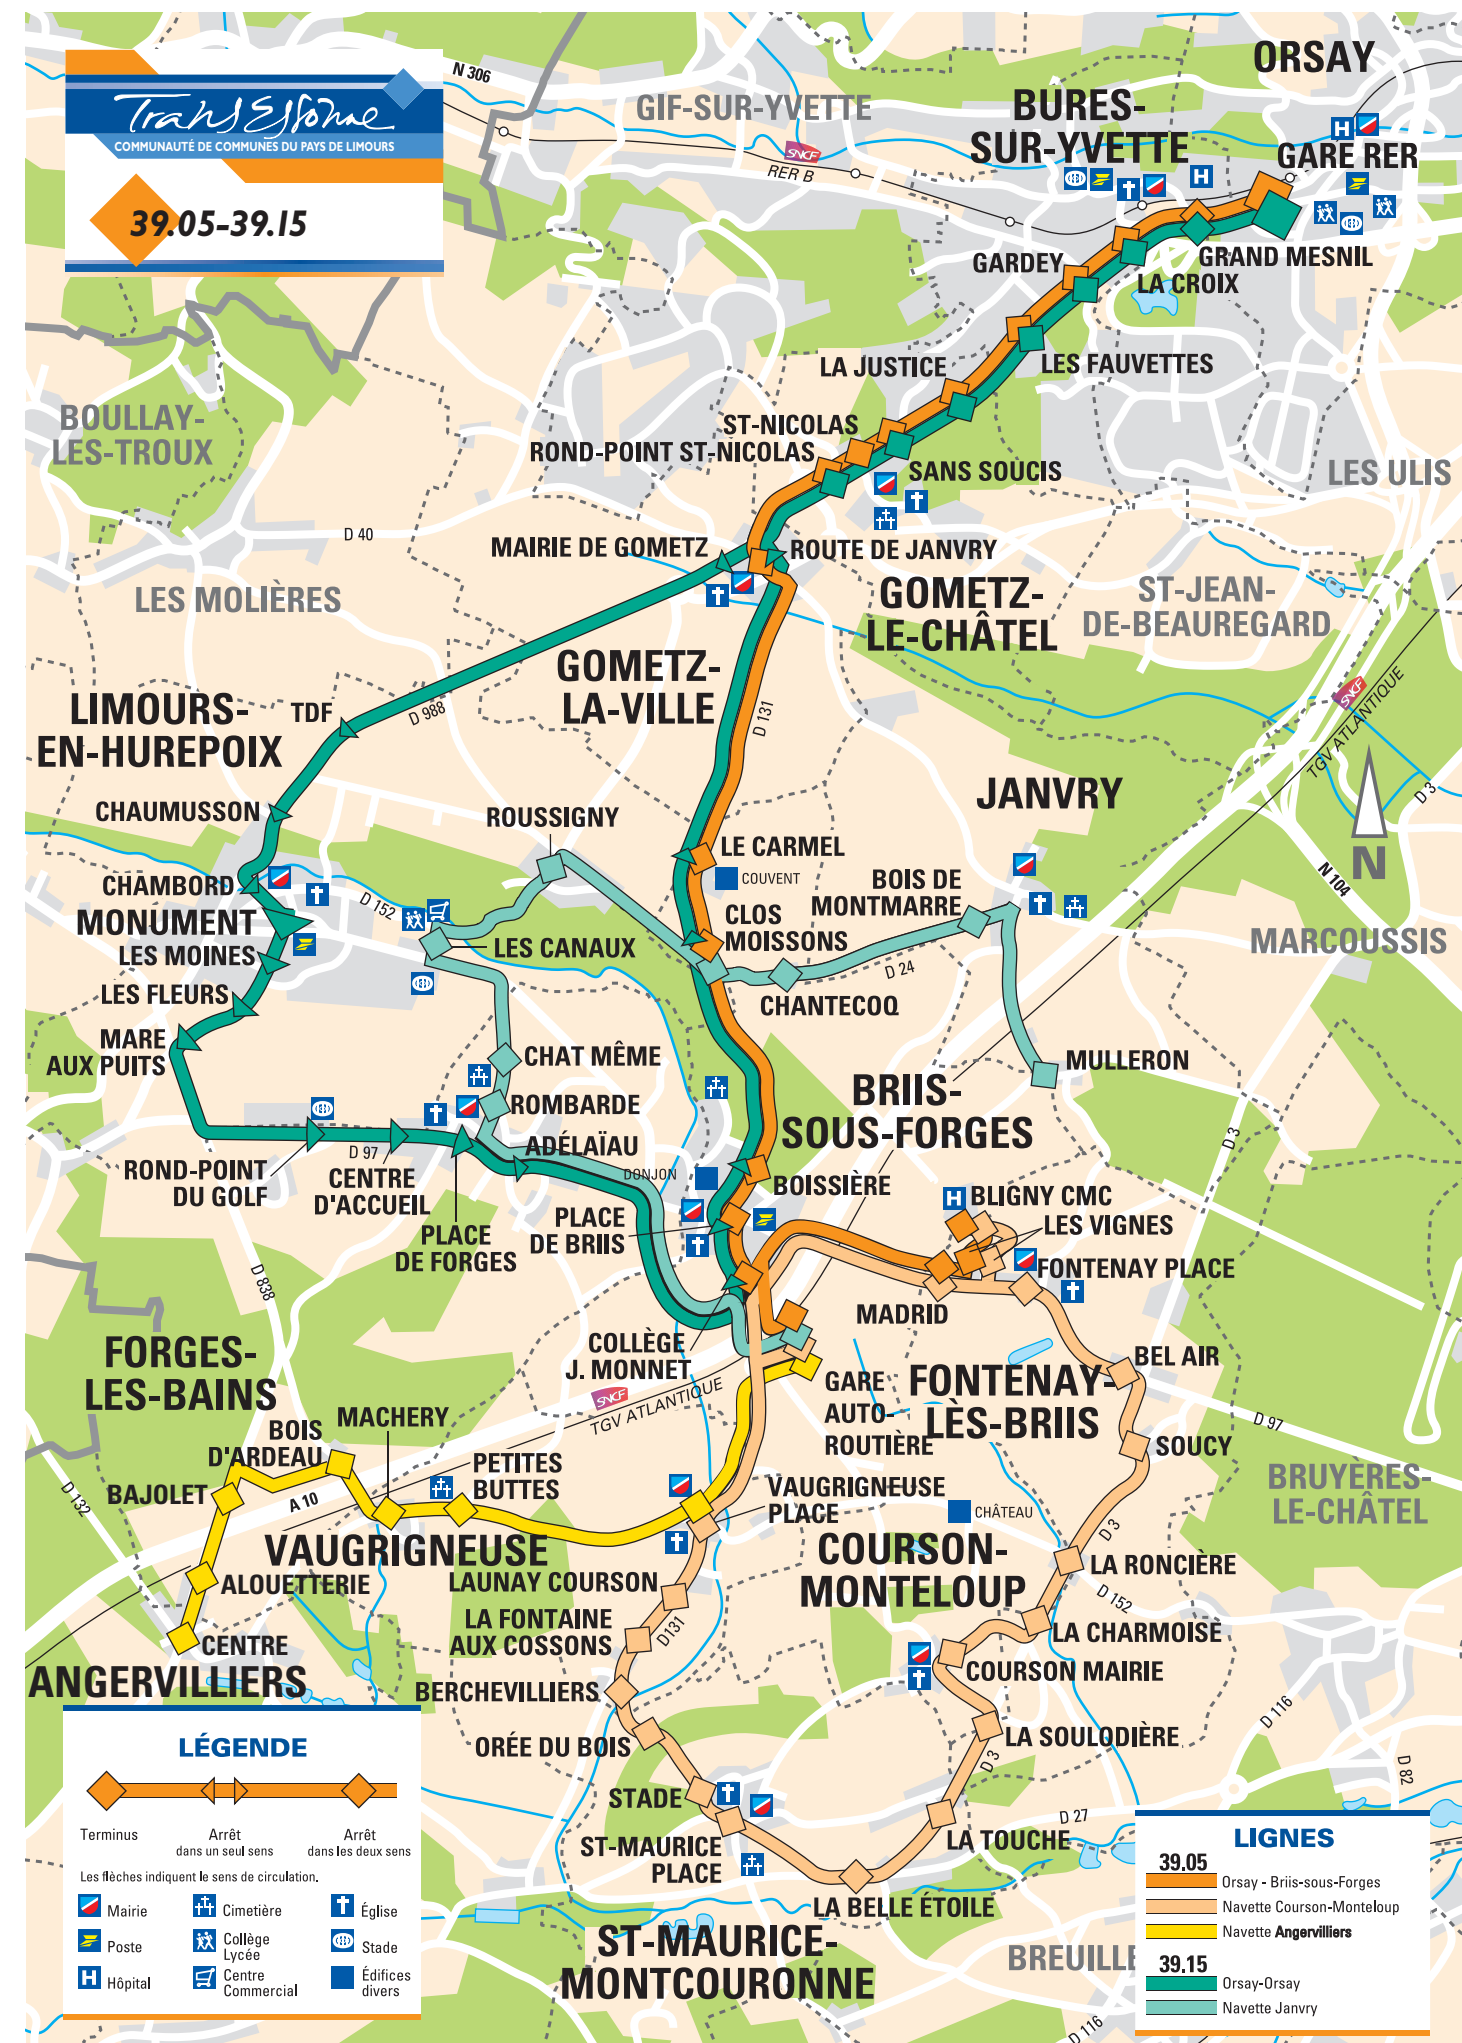 TransEssonne
COMMUNAUTÉ DE COMMUNES DU PAYS DE LIMOURS
39.05-39.15
N 306
GIF-SUR-YVETTE
SNCF
RER B
ORSAY
BURES-
SUR-YVETTE
GARE RER
GRAND MESNIL
GARDEY
LA CROIX
LA JUSTICE
LES FAUVETTES
BOULLAY-
LES-TROUX
ST-NICOLAS
ROND-POINT ST-NICOLAS
SANS SOUCIS
LES ULIS
D 40
MAIRIE DE GOMETZ
ROUTE DE JANVRY
LES MOLIÈRES
GOMETZ-
LE-CHÂTEL
ST-JEAN-
DE-BEAUREGARD
GOMETZ-
LA-VILLE
LIMOURS-
EN-HUREPOIX
TDF
D 988
D 131
SNCF
TGV ATLANTIQUE
JANVRY
D 3
CHAUMUSSON
ROUSSIGNY
LE CARMEL
COUVENT
N
N 104
CHAMBORD
D 152
BOIS DE
MONTMARRE
MONUMENT
CLOS
MOISSONS
LES MOINES
LES CANAUX
MARCOUSSIS
D 24
LES FLEURS
CHANTECOQ
MARE
AUX PUITS
CHAT MÊME
MULLERON
BRIIS-
SOUS-FORGES
ROMBARDE
ADÉLAÏAU
D 3
D 97
ROND-POINT
DU GOLF
CENTRE
D'ACCUEIL
DONJON
BOISSIÈRE
BLIGNY CMC
LES VIGNES
PLACE
DE FORGES
PLACE
DE BRIIS
FONTENAY PLACE
D 838
MADRID
FORGES-
LES-BAINS
COLLÈGE
J. MONNET
BEL AIR
SNCF
TGV ATLANTIQUE
GARE
AUTO-
ROUTIÈRE
FONTENAY-
LÈS-BRIIS
D 97
MACHERY
BOIS
D'ARDEAU
SOUCY
PETITES
BUTTES
BAJOLET
A 10
D 132
VAUGRIGNEUSE
PLACE
CHÂTEAU
BRUYÈRES-
LE-CHÂTEL
D 3
VAUGRIGNEUSE
COURSON-
MONTELOUP
LA RONCIÈRE
ALOUETTERIE
LAUNAY COURSON
D 152
LA FONTAINE
AUX COSSONS
D131
LA CHARMOISE
CENTRE
ANGERVILLIERS
COURSON MAIRIE
BERCHEVILLIERS
D 116
ORÉE DU BOIS
LA SOULODIÈRE
D 3
D 82
STADE
D 27
ST-MAURICE
PLACE
LA TOUCHE
LA BELLE ÉTOILE
ST-MAURICE-
MONTCOURONNE
BREUILLE
D 116
LÉGENDE
Terminus
Arrêt
dans un seul sens
Arrêt
dans les deux sens
Les flèches indiquent le sens de circulation.
Mairie
Cimetière
Église
Poste
Collège
Lycée
Stade
H
Hôpital
Centre
Commercial
Édifices
divers
LIGNES
39.05
Orsay - Briis-sous-Forges
Navette Courson-Monteloup
Navette Angervilliers
39.15
Orsay-Orsay
Navette Janvry